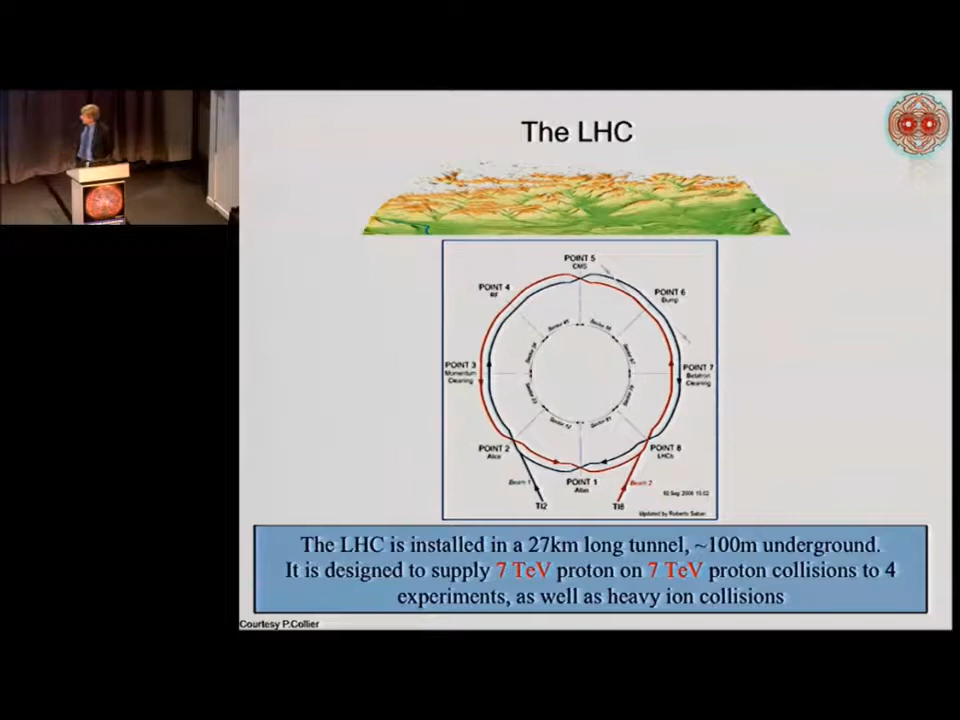 The LHC
POINT 5
CMS
POINT 4
RF
POINT 6
Dump
POINT 3
Momentum
Cleaning
POINT 7
Betatron
Cleaning
POINT 2
Alice
POINT 8
LHCb
Beam 1
POINT 1
Atlas
Beam 2
TI2
TI8
Updated by Roberto Saban
The LHC is installed in a 27km long tunnel, ~100m underground.
It is designed to supply 7 TeV proton on 7 TeV proton collisions to 4
experiments, as well as heavy ion collisions
Courtesy P.Collier